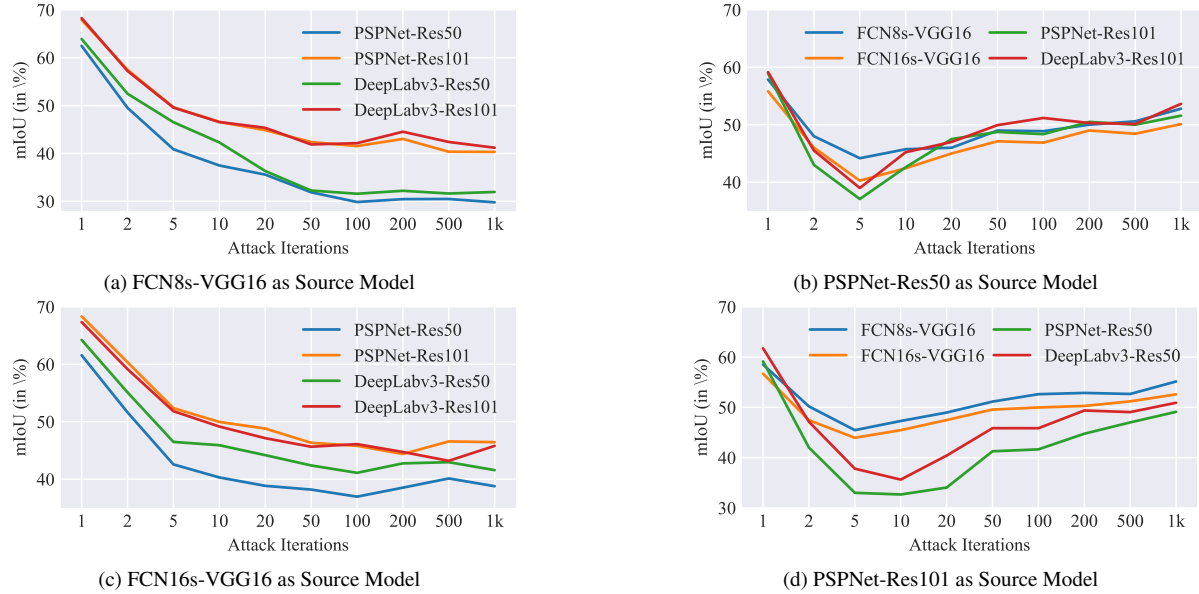 70
60
50
40
30
mIoU (in \%)
PSPNet-Res50
PSPNet-Res101
DeepLabv3-Res50
DeepLabv3-Res101
1 2 5 10 20 50 100 200 500 1k
Attack Iterations
(a) FCN8s-VGG16 as Source Model
70
60
50
40
mIoU (in \%)
FCN8s-VGG16 PSPNet-Res101
FCN16s-VGG16 DeepLabv3-Res101
1 2 5 10 20 50 100 200 500 1k
Attack Iterations
(b) PSPNet-Res50 as Source Model
70
60
50
40
mIoU (in \%)
PSPNet-Res50
PSPNet-Res101
DeepLabv3-Res50
DeepLabv3-Res101
1 2 5 10 20 50 100 200 500 1k
Attack Iterations
(c) FCN16s-VGG16 as Source Model
70
60
50
40
30
mIoU (in \%)
FCN8s-VGG16 PSPNet-Res50
FCN16s-VGG16 DeepLabv3-Res50
1 2 5 10 20 50 100 200 500 1k
Attack Iterations
(d) PSPNet-Res101 as Source Model